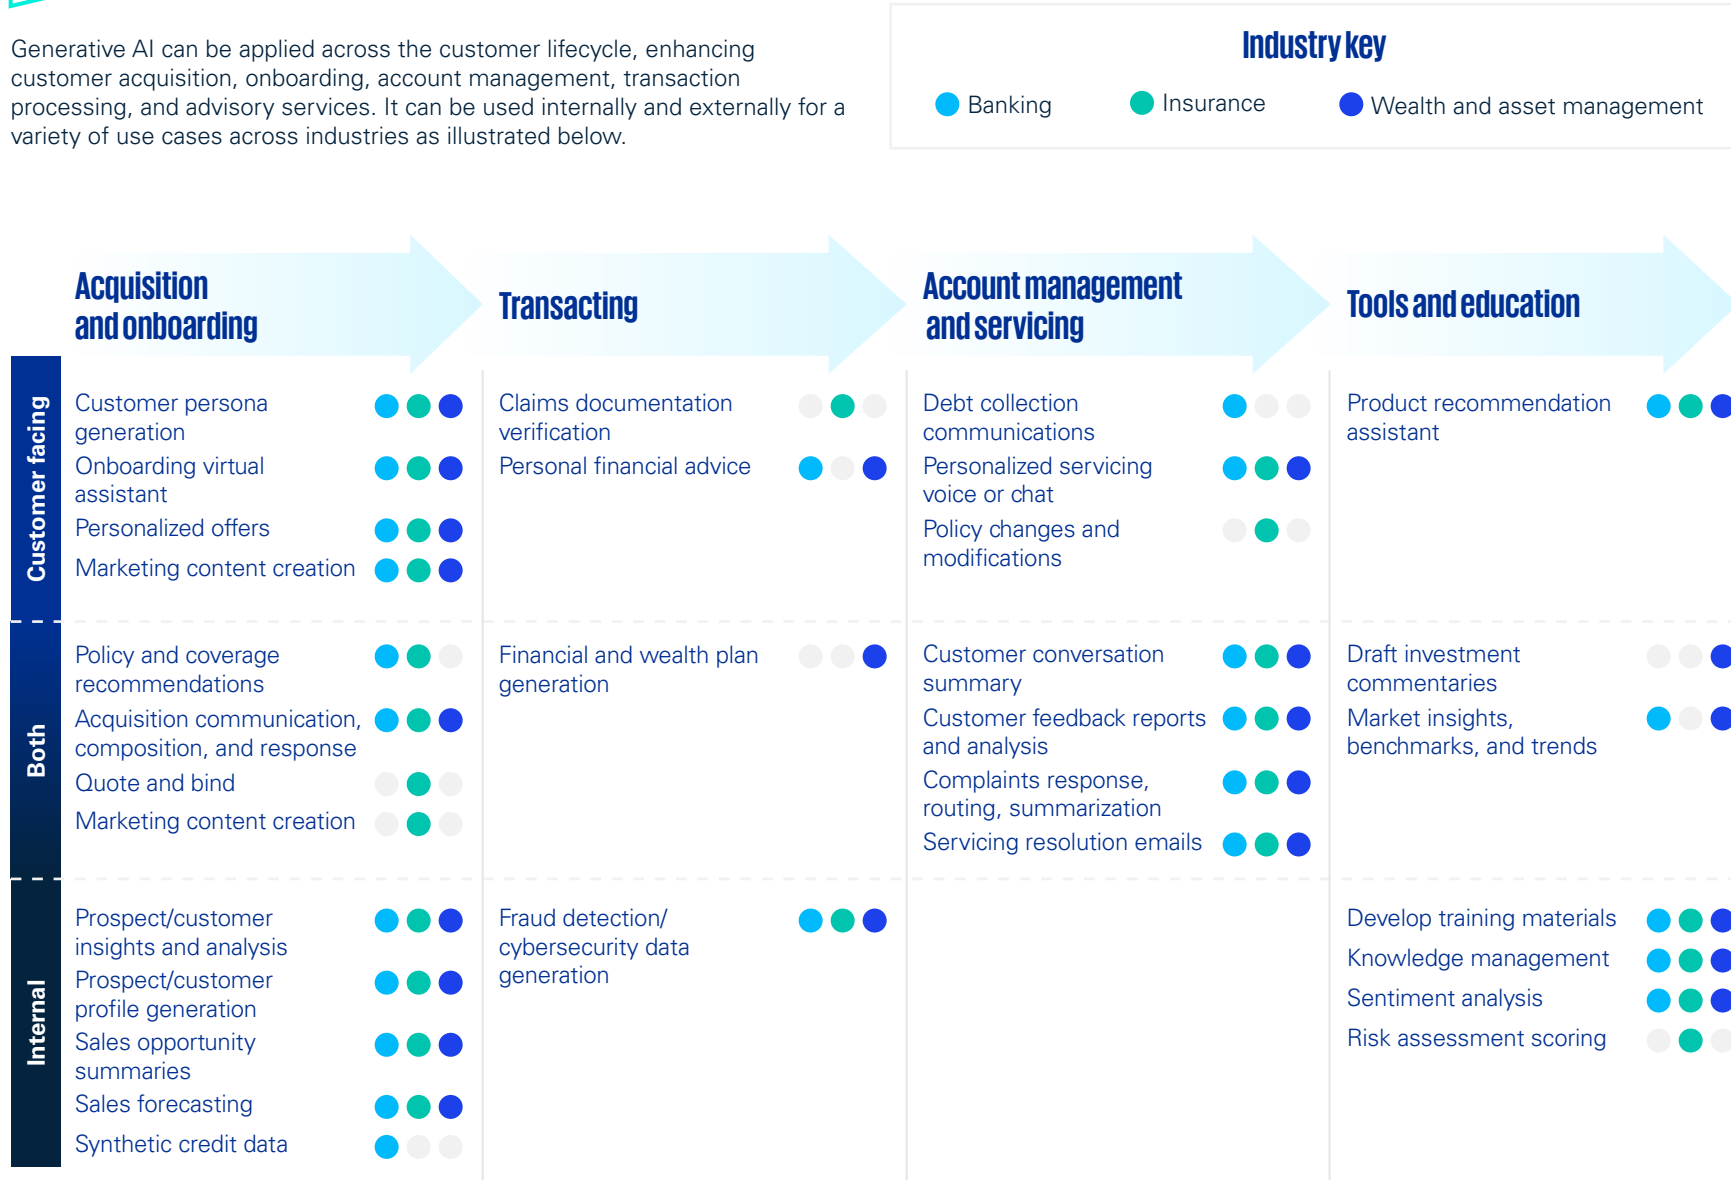 Generative AI can be applied across the customer lifecycle, enhancing
customer acquisition, onboarding, account management, transaction
processing, and advisory services. It can be used internally and externally for a
variety of use cases across industries as illustrated below.
Industry key
Banking
Insurance
Wealth and asset management
Acquisition
and onboarding
Transacting
Account management
and servicing
Tools and education
Customer facing
Customer persona
generation
Onboarding virtual
assistant
Personalized offers
Marketing content creation
Claims documentation
verification
Personal financial advice
Debt collection
communications
Personalized servicing
voice or chat
Policy changes and
modifications
Product recommendation
assistant
Both
Policy and coverage
recommendations
Acquisition communication,
composition, and response
Quote and bind
Marketing content creation
Financial and wealth plan
generation
Customer conversation
summary
Customer feedback reports
and analysis
Complaints response,
routing, summarization
Servicing resolution emails
Draft investment
commentaries
Market insights,
benchmarks, and trends
Internal
Prospect/customer
insights and analysis
Prospect/customer
profile generation
Sales opportunity
summaries
Sales forecasting
Synthetic credit data
Fraud detection/
cybersecurity data
generation
Develop training materials
Knowledge management
Sentiment analysis
Risk assessment scoring